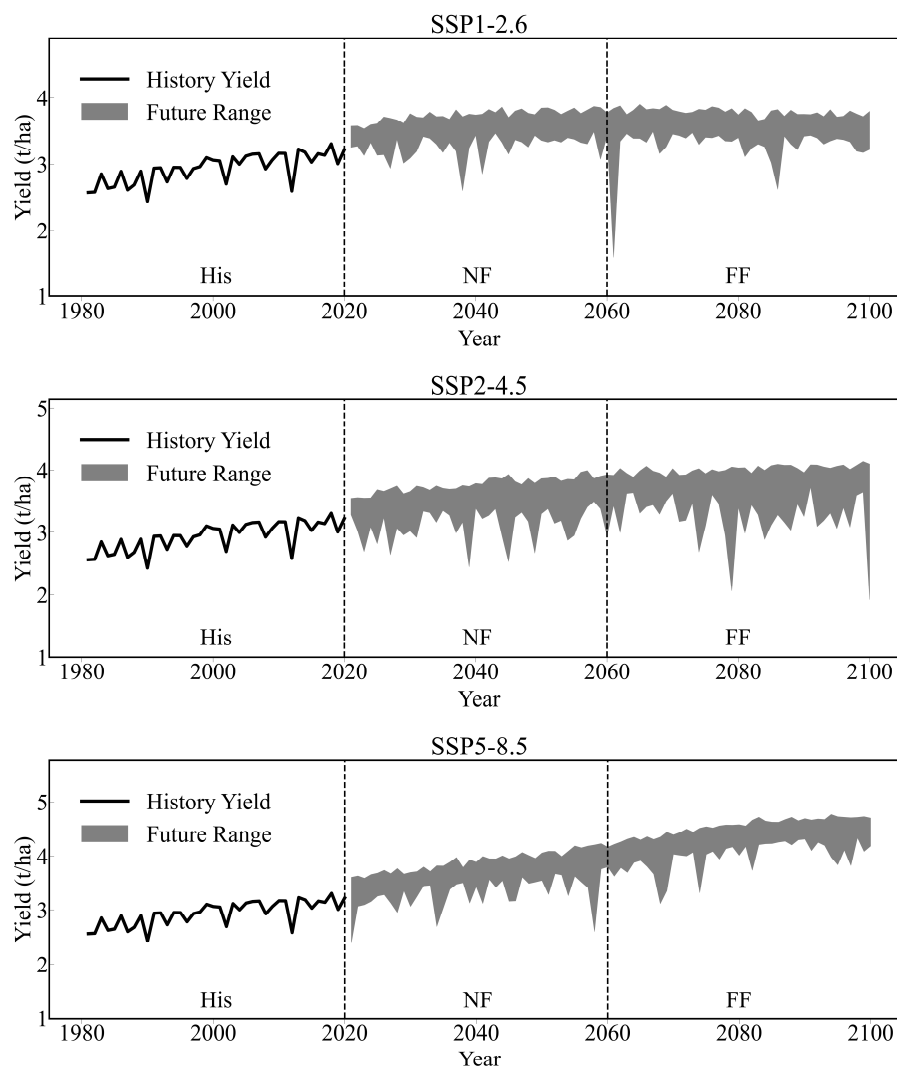 SSP1-2.6
Yield (t/ha)
4
3
2
1
History Yield
Future Range
His
NF
FF
1980
2000
2020
2040
2060
2080
2100
Year
SSP2-4.5
Yield (t/ha)
5
4
3
2
1
History Yield
Future Range
His
NF
FF
1980
2000
2020
2040
2060
2080
2100
Year
SSP5-8.5
Yield (t/ha)
5
4
3
2
1
History Yield
Future Range
His
NF
FF
1980
2000
2020
2040
2060
2080
2100
Year